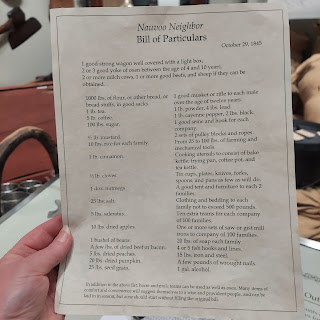 Nauvoo Neighbor
Bill of Particulars
October 29, 1845
1 good strong wagon well covered with a light box.
2 or 3 good yoke of oxen between the age of 4 and 10 years.
2 or more milch cows, 1 or more good beefs, and sheep if they can be
obtained.
1000 lbs. of flour, or other bread, or
bread stuffs, in good sacks.
1 lb. tea.
5 lb. coffee.
100 lbs. sugar.
½ lb. mustard.
10 lbs. rice for each family.
1 lb. cinnamon.
½ lb. cloves.
1 doz. nutmegs.
25 lbs. salt.
5 lbs. saleratus.
10 lbs. dried apples.
1 bushel of beans.
A few lbs. of dried beef or bacon.
5 lbs. dried peaches.
20 lbs. dried pumpkin.
25 lbs. seed grain.
1 good musket or rifle to each male
over the age of twelve years.
1 lb. powder, 4 lbs. lead.
1 lb. cayenne pepper, 2 lbs. black.
1 good seine and hook for each
company.
2 sets of pulley blocks and ropes.
From 25 to 100 lbs. of farming and
mechanical tools.
Cooking utensils to consist of bake
kettle, frying pan, coffee pot, and
tea kettle.
Tin cups, plates, knives, forks,
spoons, and pans as few as will do.
A good tent and furniture to each 2
families.
Clothing and bedding to each
family not to exceed 500 pounds.
Ten extra teams for each company
of 100 families.
One or more sets of saw or grist mill
irons to company of 100 families.
20 lbs. of soap each family.
4 or 5 fish hooks and lines.
15 lbs. iron and steel.
A few pounds of wrought nails.
1 gal. alcohol.
In addition to the above list, horse and mule teams can be used as well as oxen. Many items of
comfort and convenience will suggest themselves to a wise and provident people, and can be
laid in in season; but none should start without filling the original bill.